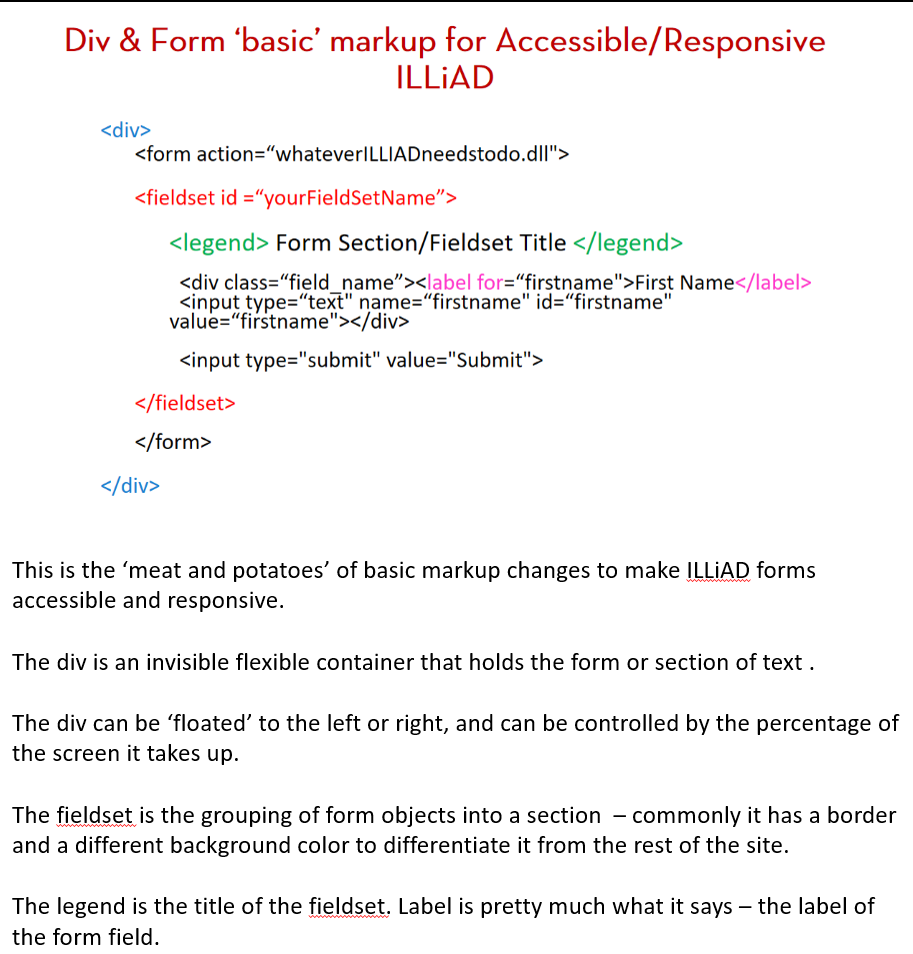 Div & Form ‘basic’ markup for Accessible/Responsive
ILLiAD
<div>
<form action=“whateverILLIADneedstodo.dll">
<fieldset id =“yourFieldSetName”>
<legend> Form Section/Fieldset Title </legend>
<div class=“field_name”><label for=“firstname">First Name</label>
<input type=“text" name=“firstname" id=“firstname"
value=“firstname"></div>
<input type="submit" value="Submit">
</fieldset>
</form>
</div>
This is the ‘meat and potatoes’ of basic markup changes to make ILLiAD forms
accessible and responsive.
The div is an invisible flexible container that holds the form or section of text .
The div can be ‘floated’ to the left or right, and can be controlled by the percentage of
the screen it takes up.
The fieldset is the grouping of form objects into a section – commonly it has a border
and a different background color to differentiate it from the rest of the site.
The legend is the title of the fieldset. Label is pretty much what it says – the label of
the form field.